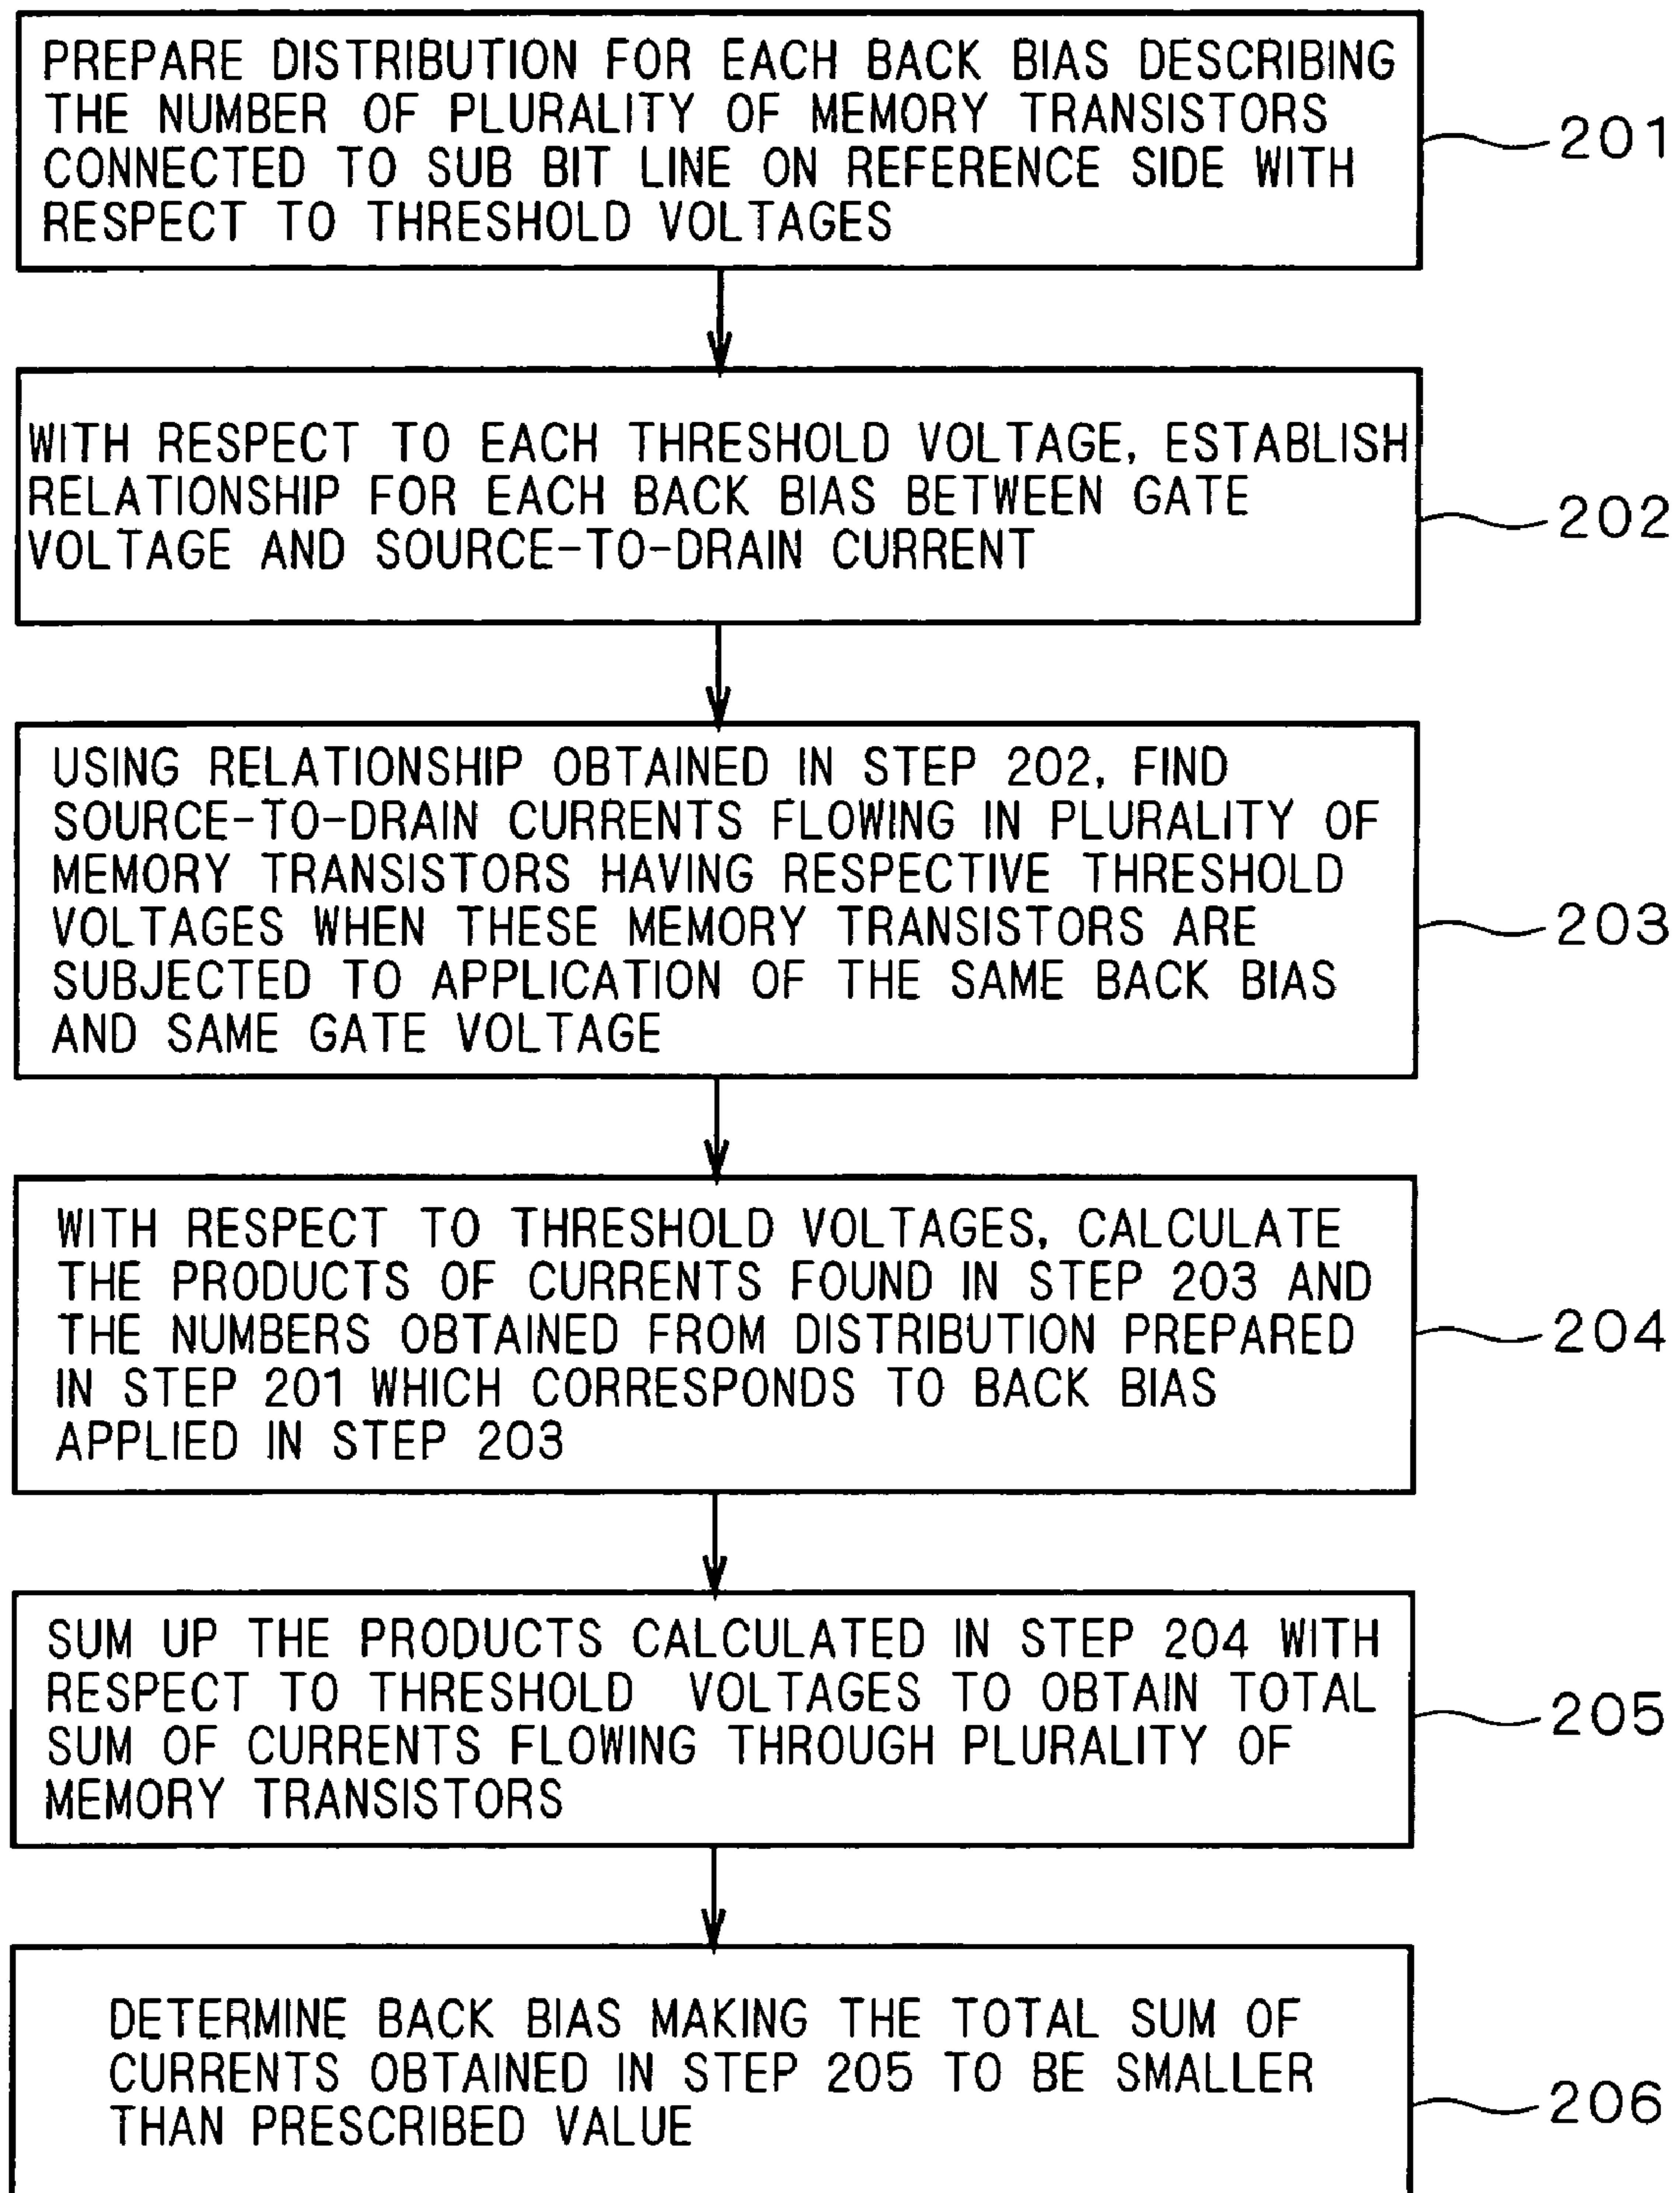 PREPARE DISTRIBUTION FOR EACH BACK BIAS DESCRIBING
THE NUMBER OF PLURALITY OF MEMORY TRANSISTORS
CONNECTED TO SUB BIT LINE ON REFERENCE SIDE WITH
RESPECT TO THRESHOLD VOLTAGES
201
WITH RESPECT TO EACH THRESHOLD VOLTAGE, ESTABLISH
RELATIONSHIP FOR EACH BACK BIAS BETWEEN GATE
VOLTAGE AND SOURCE-TO-DRAIN CURRENT
202
USING RELATIONSHIP OBTAINED IN STEP 202, FIND
SOURCE-TO-DRAIN CURRENTS FLOWING IN PLURALITY OF
MEMORY TRANSISTORS HAVING RESPECTIVE THRESHOLD
VOLTAGES WHEN THESE MEMORY TRANSISTORS ARE
SUBJECTED TO APPLICATION OF THE SAME BACK BIAS
AND SAME GATE VOLTAGE
203
WITH RESPECT TO THRESHOLD VOLTAGES, CALCULATE
THE PRODUCTS OF CURRENTS FOUND IN STEP 203 AND
THE NUMBERS OBTAINED FROM DISTRIBUTION PREPARED
IN STEP 201 WHICH CORRESPONDS TO BACK BIAS
APPLIED IN STEP 203
204
SUM UP THE PRODUCTS CALCULATED IN STEP 204 WITH
RESPECT TO THRESHOLD VOLTAGES TO OBTAIN TOTAL
SUM OF CURRENTS FLOWING THROUGH PLURALITY OF
MEMORY TRANSISTORS
205
DETERMINE BACK BIAS MAKING THE TOTAL SUM OF
CURRENTS OBTAINED IN STEP 205 TO BE SMALLER
THAN PRESCRIBED VALUE
206